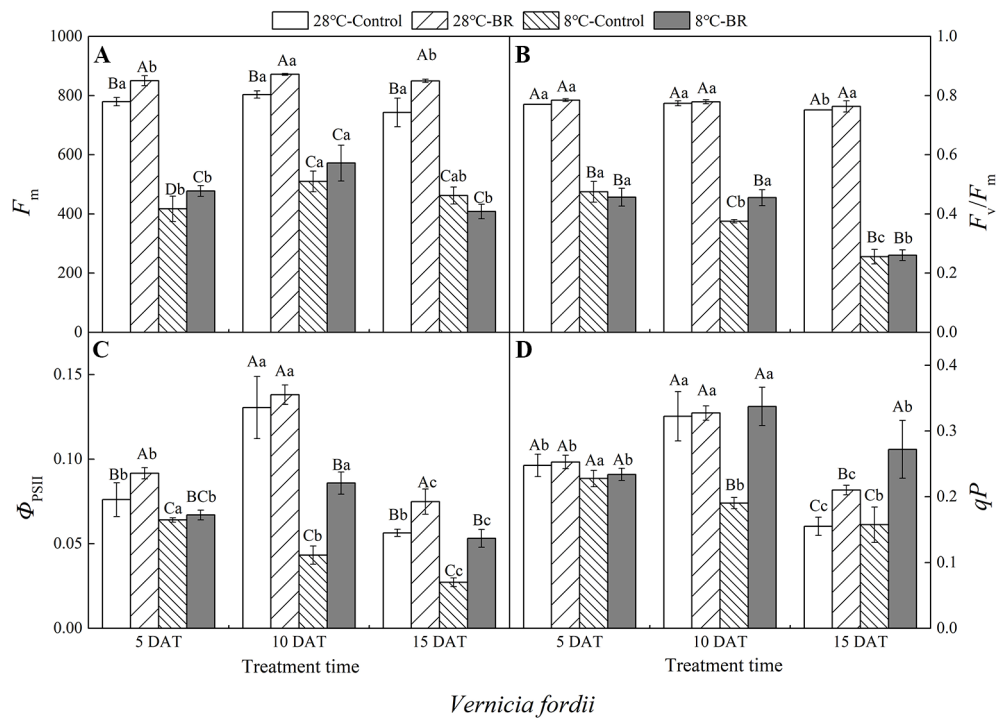 28℃-Control 28℃-BR 8℃-Control 8℃-BR
A
1000
800
600
400
200
0
Fm
Ba Ab Db Cb
Ba Aa Ca Ca
Ba Ab Cab Cb
B
1.0
0.8
0.6
0.4
0.2
0.0
Fv/Fm
Aa Aa Ba Ba
Aa Aa Cb Ba
Ab Aa Bc Bb
C
0.15
0.10
0.05
0.00
ΦPSII
Bb Ab Ca BCb
Aa Aa Cb Ba
Bb Ac Cc Bc
5 DAT 10 DAT 15 DAT
Treatment time
D
0.4
0.3
0.2
0.1
0.0
qP
Ab Ab Aa Ab
Aa Aa Bb Aa
Cc Bc Cb Ab
5 DAT 10 DAT 15 DAT
Treatment time
Vernicia fordii